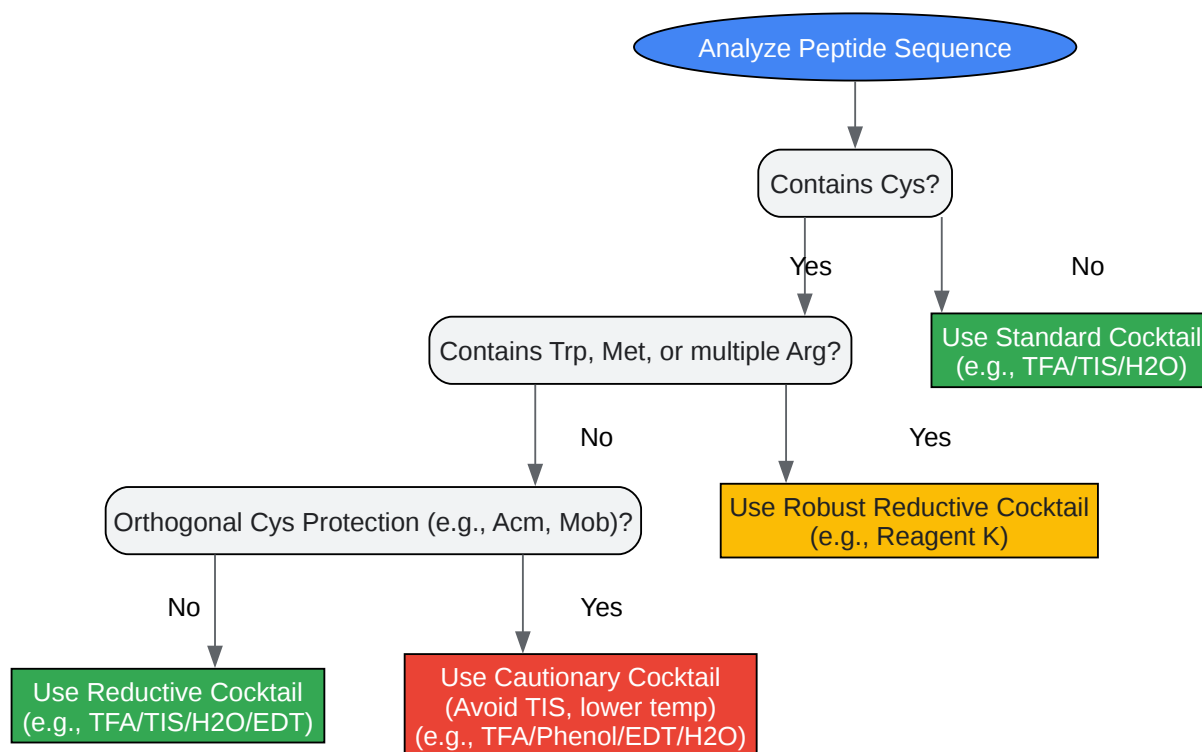 Analyze Peptide Sequence
Contains Cys?
Yes
No
Contains Trp, Met, or multiple Arg?
Use Standard Cocktail
(e.g., TFA/TIS/H2O)
No
Yes
Orthogonal Cys Protection (e.g., Acm, Mob)?
Use Robust Reductive Cocktail
(e.g., Reagent K)
No
Yes
Use Reductive Cocktail
(e.g., TFA/TIS/H2O/EDT)
Use Cautionary Cocktail
(Avoid TIS, lower temp)
(e.g., TFA/Phenol/EDT/H2O)